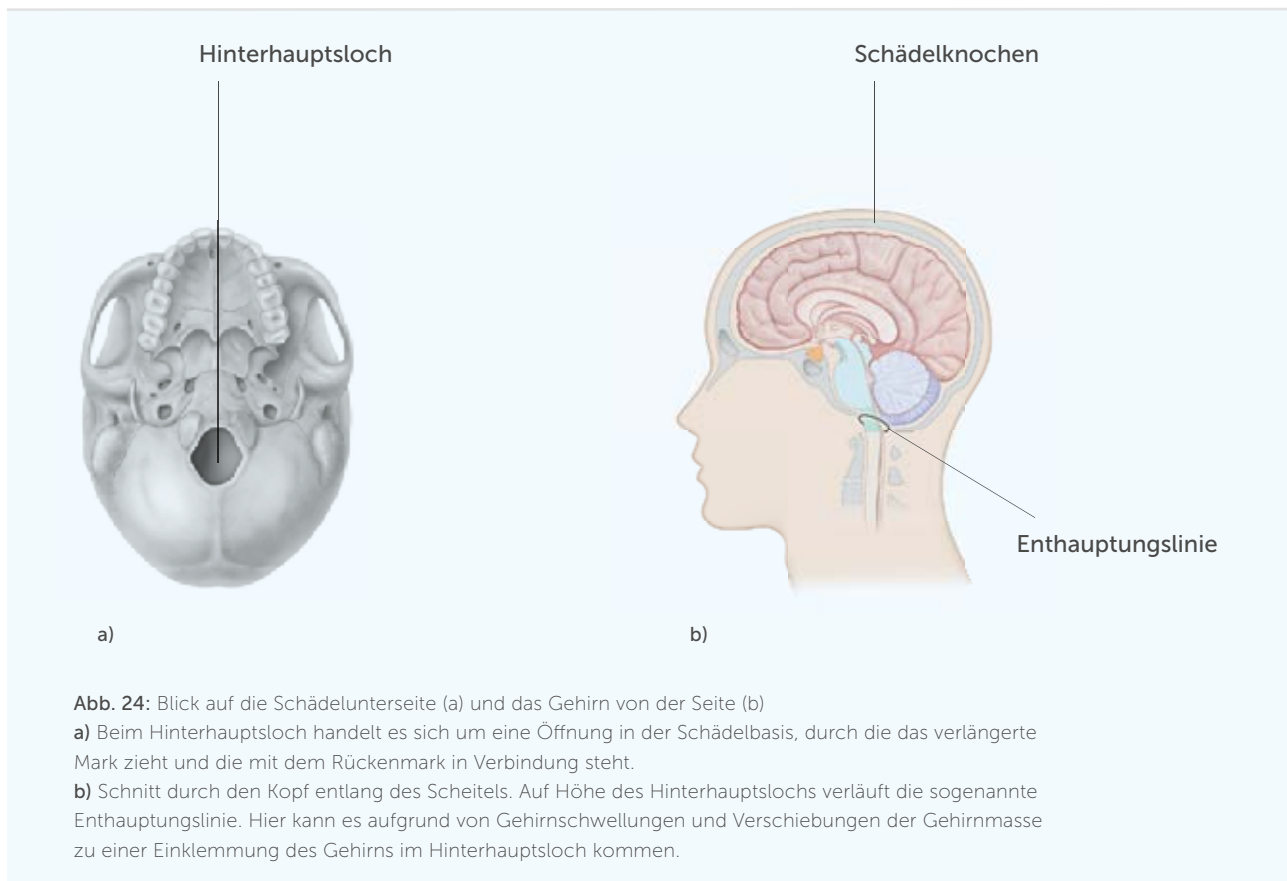 Hinterhauptsloch
Schädelknochen
Enthauptungslinie
a)
b)
Abb. 24: Blick auf die Schädelunterseite (a) und das Gehirn von der Seite (b)
a) Beim Hinterhauptsloch handelt es sich um eine Öffnung in der Schädelbasis, durch die das verlängerte
Mark zieht und die mit dem Rückenmark in Verbindung steht.
b) Schnitt durch den Kopf entlang des Scheitels. Auf Höhe des Hinterhauptslochs verläuft die sogenannte
Enthauptungslinie. Hier kann es aufgrund von Gehirnschwellungen und Verschiebungen der Gehirnmasse
zu einer Einklemmung des Gehirns im Hinterhauptsloch kommen.